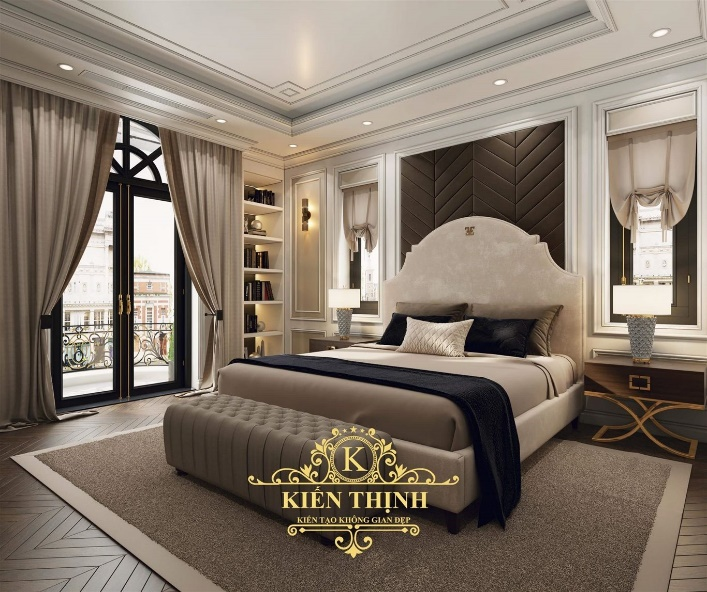 K
KIẾN THỊNH
KIẾN TẠO KHÔNG GIAN ĐẸP